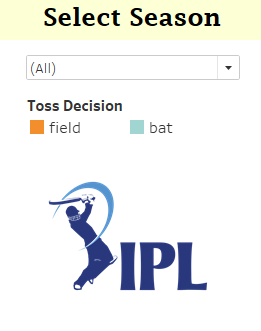 Select Season
(All)
Toss Decision
field
bat
IPL